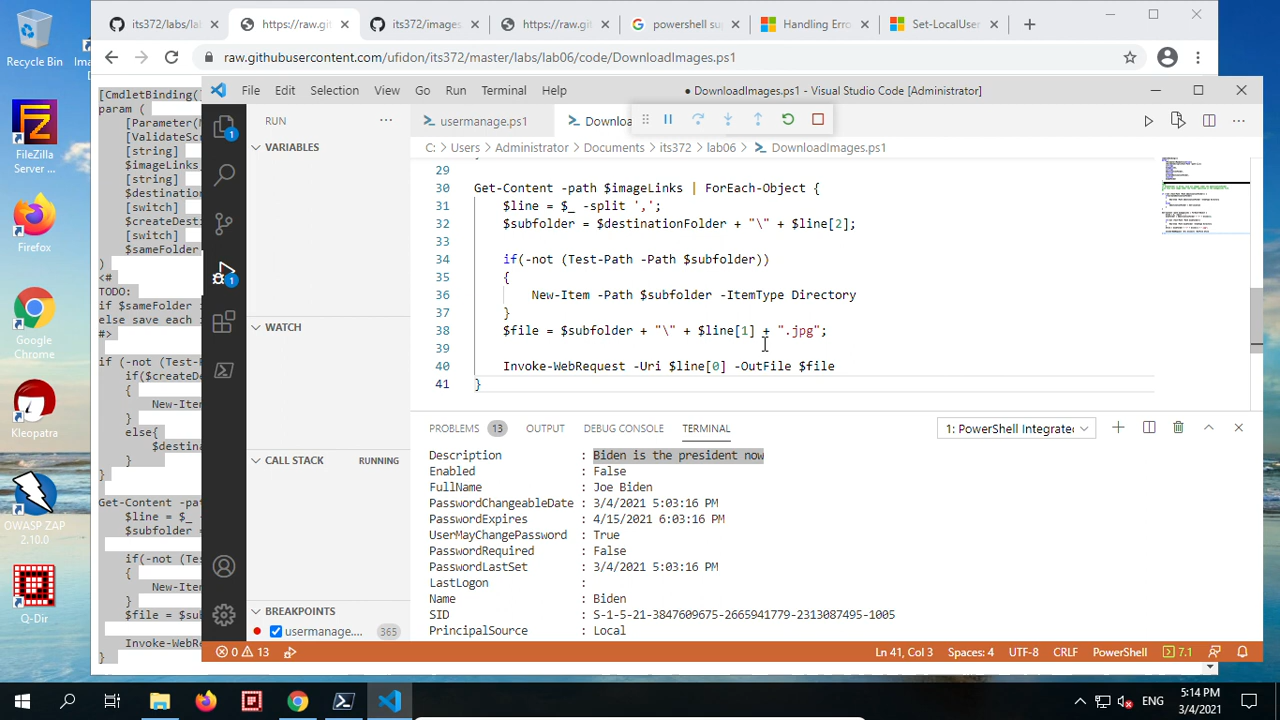 Recycle Bin
FileZilla
Server ...
Firefox
Google
Chrome
Kleopatra
OWASP ZAP
2.10.0
Q-Dir
its372/labs/la
https://raw.gi
its372/images
https://raw.gi
powershell su
Handling Erro
Set-LocalUser
raw.githubusercontent.com/ufidon/its372/master/labs/lab06/code/DownloadImages.ps1
[CmdletBinding(
param (
[Parameter(M
[ValidateScr
[string]
$imageLinks
[string]
$destination
[switch]
$createDest
[switch]
$sameFolder
)
<#
TODO:
if $sameFolder i
else save each i
#>
if (-not (Test-P
if($createDe
{
New-Item
}
else{
$destina
}
}
Get-Content -pat
$line = $_
$subfolder =
if(-not (Tes
{
New-Item
}
$file = $sub
Invoke-WebRe
}
File Edit Selection View Go Run Terminal Help
● DownloadImages.ps1 - Visual Studio Code [Administrator]
RUN
VARIABLES
WATCH
CALL STACK RUNNING
BREAKPOINTS
usermanage.... 365
usermanage.ps1
Downloa
C: > Users > Administrator > Documents > its372 > lab06 > DownloadImages.ps1
29
30 Get-Content -path $imageLinks | ForEach-Object {
31 $line = $_ -split ","
32 $subfolder = $destinationFolder + "\" + $line[2];
33
34 if(-not (Test-Path -Path $subfolder))
35 {
36 New-Item -Path $subfolder -ItemType Directory
37 }
38 $file = $subfolder + "\" + $line[1] + ".jpg";
39
40 Invoke-WebRequest -Uri $line[0] -OutFile $file
41 }
PROBLEMS 13 OUTPUT DEBUG CONSOLE TERMINAL
1: PowerShell Integrated
Description : Biden is the president now
Enabled : False
FullName : Joe Biden
PasswordChangeableDate : 3/4/2021 5:03:16 PM
PasswordExpires : 4/15/2021 6:03:16 PM
UserMayChangePassword : True
PasswordRequired : False
PasswordLastSet : 3/4/2021 5:03:16 PM
LastLogon :
Name : Biden
SID : S-1-5-21-3847609675-2665941779-2313087495-1005
PrincipalSource : Local
0 13
Ln 41, Col 3 Spaces: 4 UTF-8 CRLF PowerShell 7.1
ENG
5:14 PM
3/4/2021